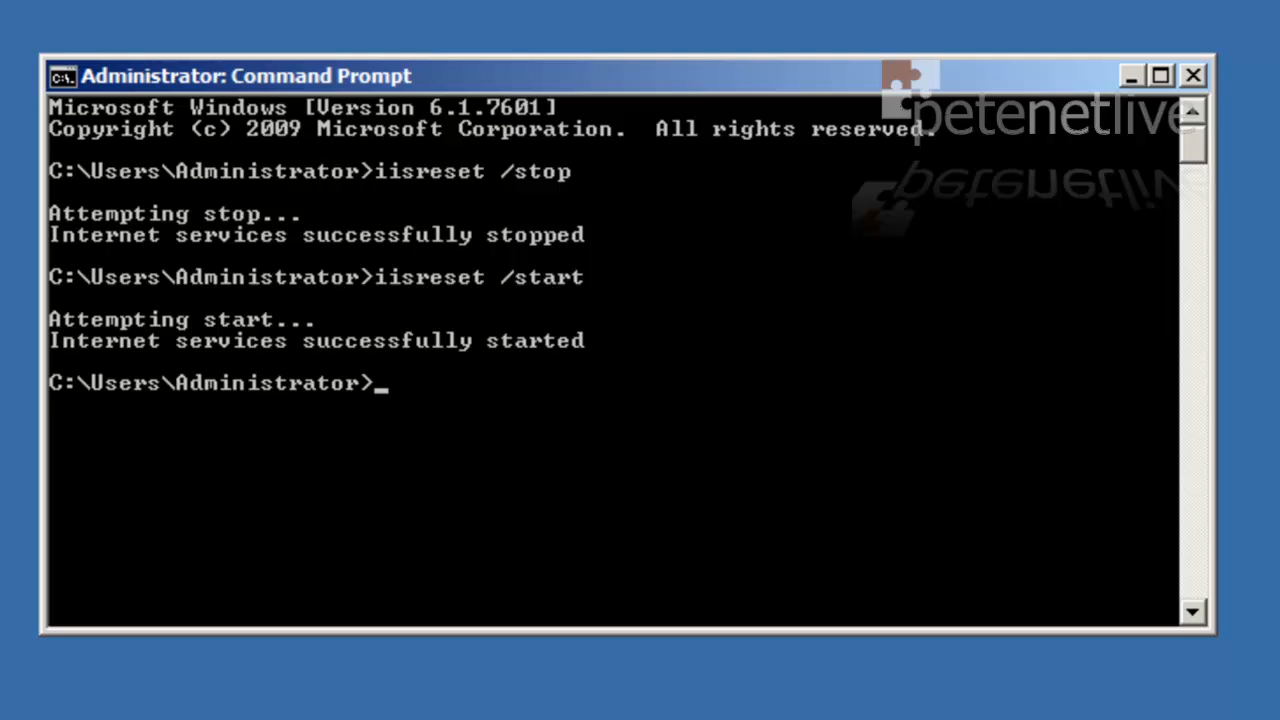 Administrator: Command Prompt
Microsoft Windows [Version 6.1.7601]
Copyright (c) 2009 Microsoft Corporation.  All rights reserved.
petenetlive
petenetlive
C:\Users\Administrator>iisreset /stop
Attempting stop...
Internet services successfully stopped
C:\Users\Administrator>iisreset /start
Attempting start...
Internet services successfully started
C:\Users\Administrator>_